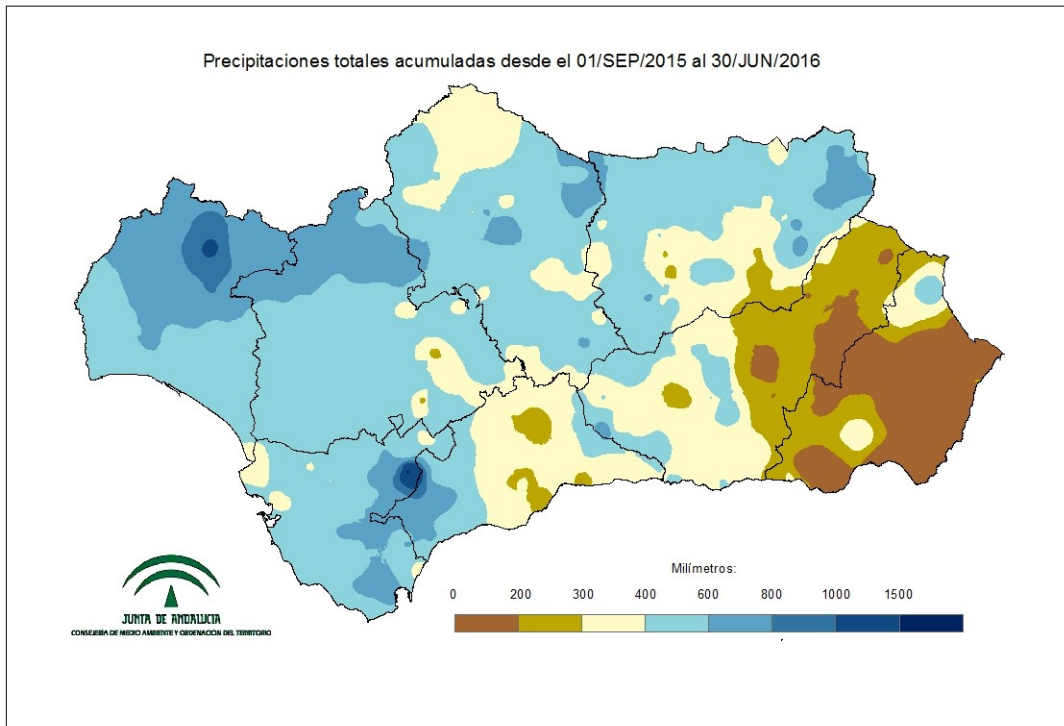 Precipitaciones totales acumuladas desde el 01/SEP/2015 al 30/JUN/2016
Milímetros:
0 200 300 400 600 800 1000 1500
JUNTA DE ANDALUCIA
CONSEJERÍA DE MEDIO AMBIENTE Y ORDENACIÓN DEL TERRITORIO